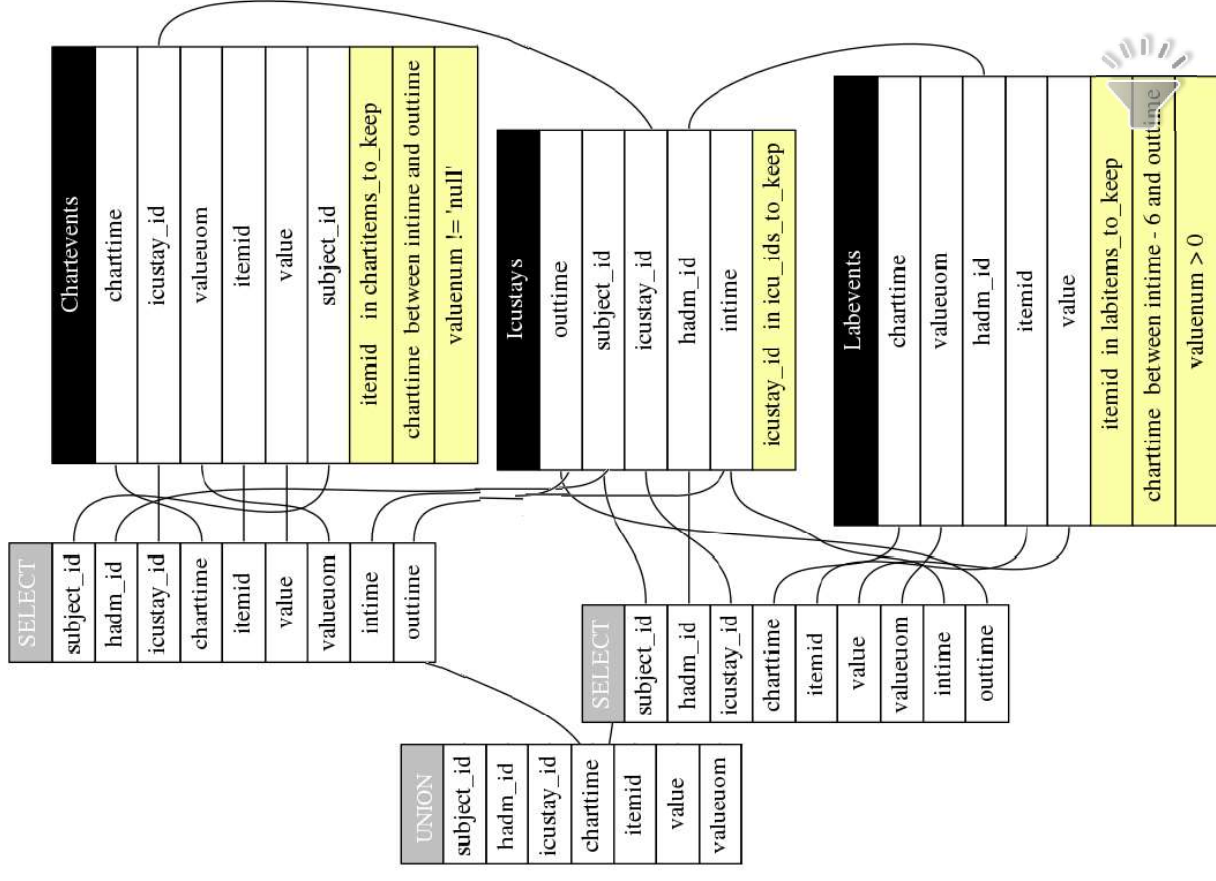 Chartevents
charttime
icustay_id
valueuom
itemid
value
subject_id
itemid in chartitems_to_keep
charttime between intime and outtime
valuenum != 'null'
Icustays
outtime
subject_id
icustay_id
hadm_id
intime
icustay_id in icu_ids_to_keep
Labevents
charttime
valueuom
hadm_id
itemid
value
itemid in labitems_to_keep
charttime between intime - 6 and outtime
valuenum > 0
SELECT
subject_id
hadm_id
icustay_id
charttime
itemid
value
valueuom
intime
outtime
SELECT
subject_id
hadm_id
icustay_id
charttime
itemid
value
valueuom
intime
outtime
UNION
subject_id
hadm_id
icustay_id
charttime
itemid
value
valueuom